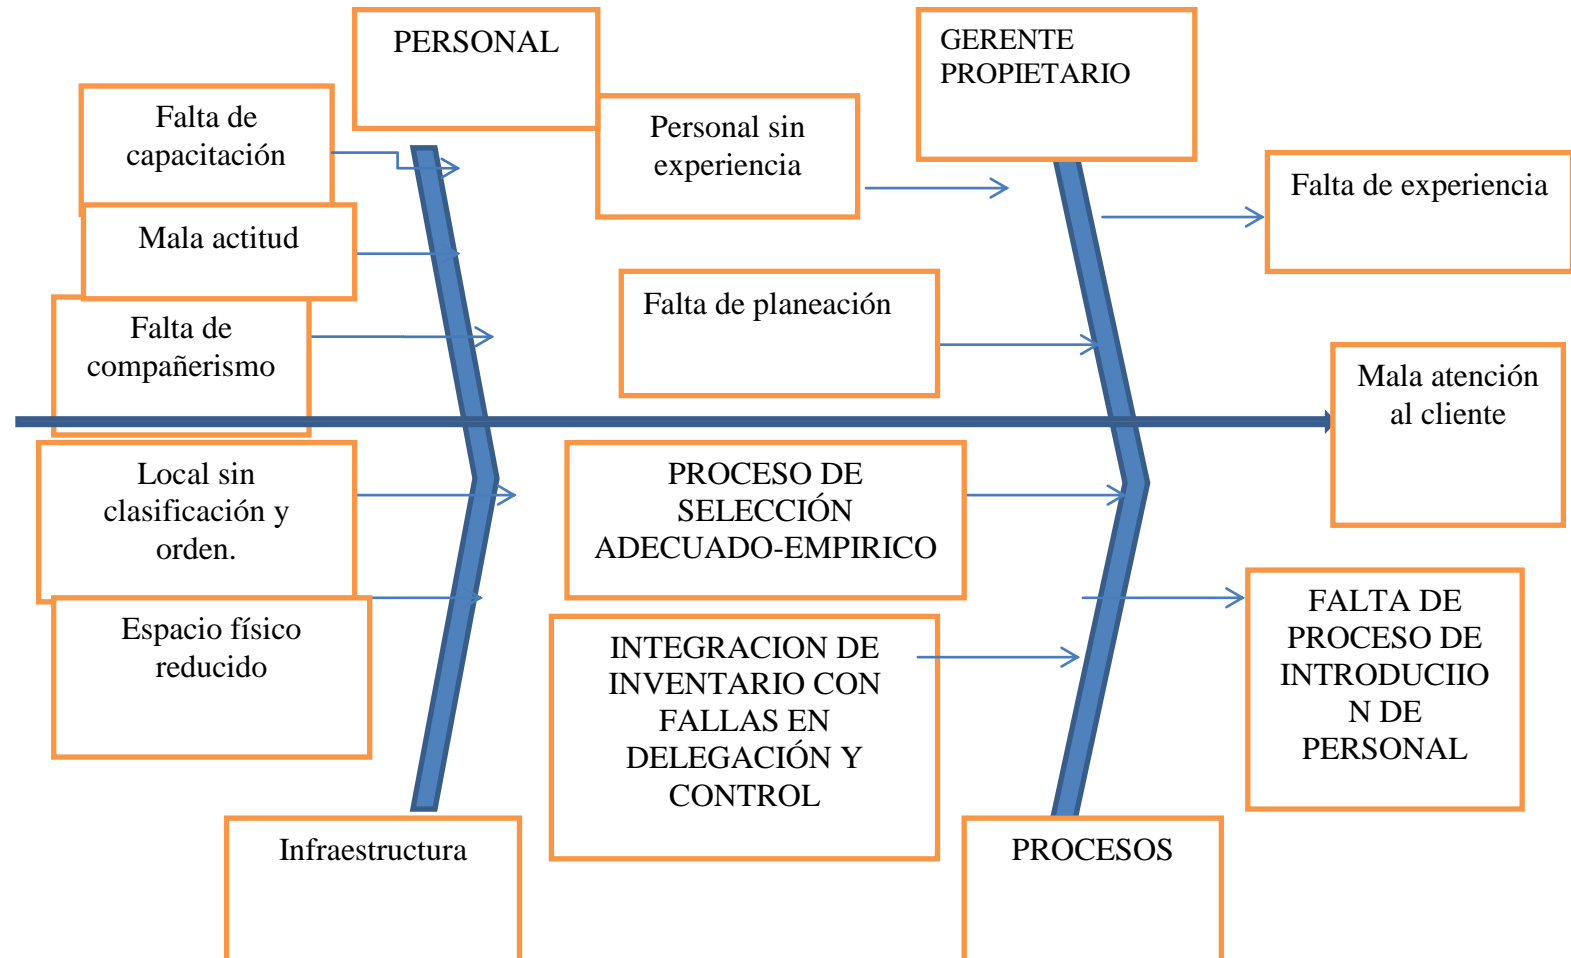 PERSONAL
GERENTE
PROPIETARIO
Falta de
capacitación
Personal sin
experiencia
Falta de experiencia
Mala actitud
Falta de planeación
Falta de
compañerismo
Mala atención
al cliente
Local sin
clasificación y
orden.
PROCESO DE
SELECCIÓN
ADECUADO-EMPIRICO
Espacio físico
reducido
INTEGRACION DE
INVENTARIO CON
FALLAS EN
DELEGACIÓN Y
CONTROL
FALTA DE
PROCESO DE
INTRODUCIIO
N DE
PERSONAL
Infraestructura
PROCESOS